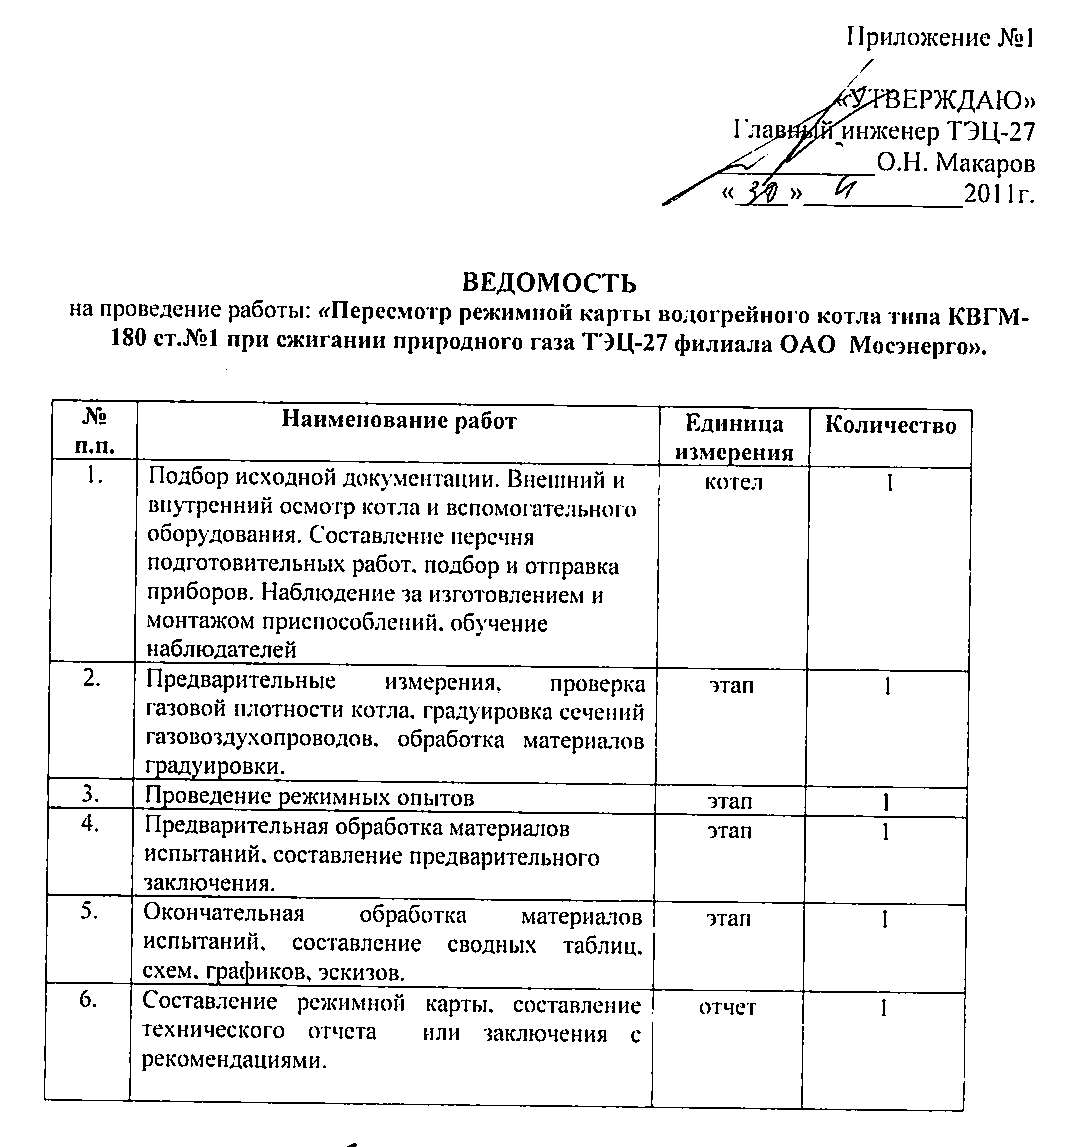 Приложение №1
«УТВЕРЖДАЮ»
Главный инженер ТЭЦ-27
____________О.Н. Макаров
«_30_»____________2011г.
ВЕДОМОСТЬ
на проведение работы: «Пересмотр режимной карты водогрейного котла типа КВГМ-
180 ст.№1 при сжигании природного газа ТЭЦ-27 филиала ОАО Мосэнерго».
№ п.п. Наименование работ Единица измерения Количество
1. Подбор исходной документации. Внешний и котел 1
внутренний осмотр котла и вспомогательного
оборудования. Составление перечня
подготовительных работ, подбор и отправка
приборов. Наблюдение за изготовлением и
монтажом приспособлений, обучение
наблюдателей
2. Предварительные измерения, проверка этап 1
газовой плотности котла, градуировка сечений
газовоздухопроводов, обработка материалов
градуировки.
3. Проведение режимных опытов этап 1
4. Предварительная обработка материалов этап 1
испытаний, составление предварительного
заключения.
5. Окончательная обработка материалов этап 1
испытаний, составление сводных таблиц,
схем, графиков, эскизов.
6. Составление режимной карты, составление отчет 1
технического отчета или заключения с
рекомендациями.